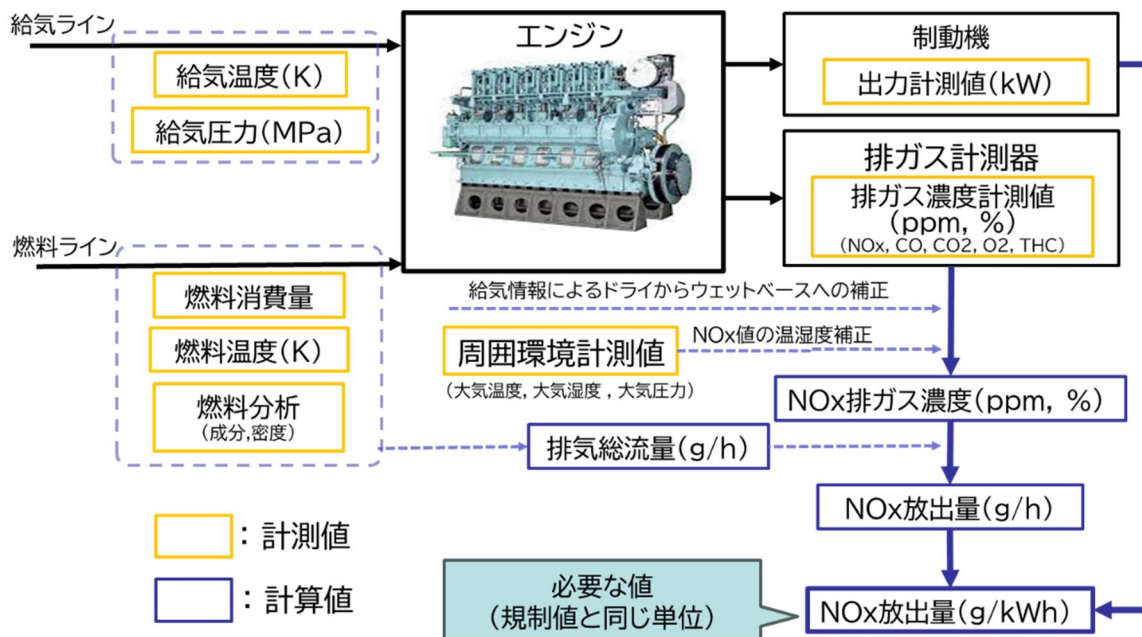 給気ライン
給気温度(K)
給気圧力(MPa)
エンジン
制動機
出力計測値(kW)
排ガス計測器
排ガス濃度計測値
(ppm, %)
(NOx, CO, CO2, O2, THC)
燃料ライン
燃料消費量
燃料温度(K)
燃料分析
(成分,密度)
給気情報によるドライからウェットベースへの補正
周囲環境計測値
(大気温度, 大気湿度 , 大気圧力)
NOx値の温湿度補正
NOx排ガス濃度(ppm, %)
排気総流量(g/h)
NOx放出量(g/h)
:計測値
:計算値
必要な値
(規制値と同じ単位)
NOx放出量(g/kWh)